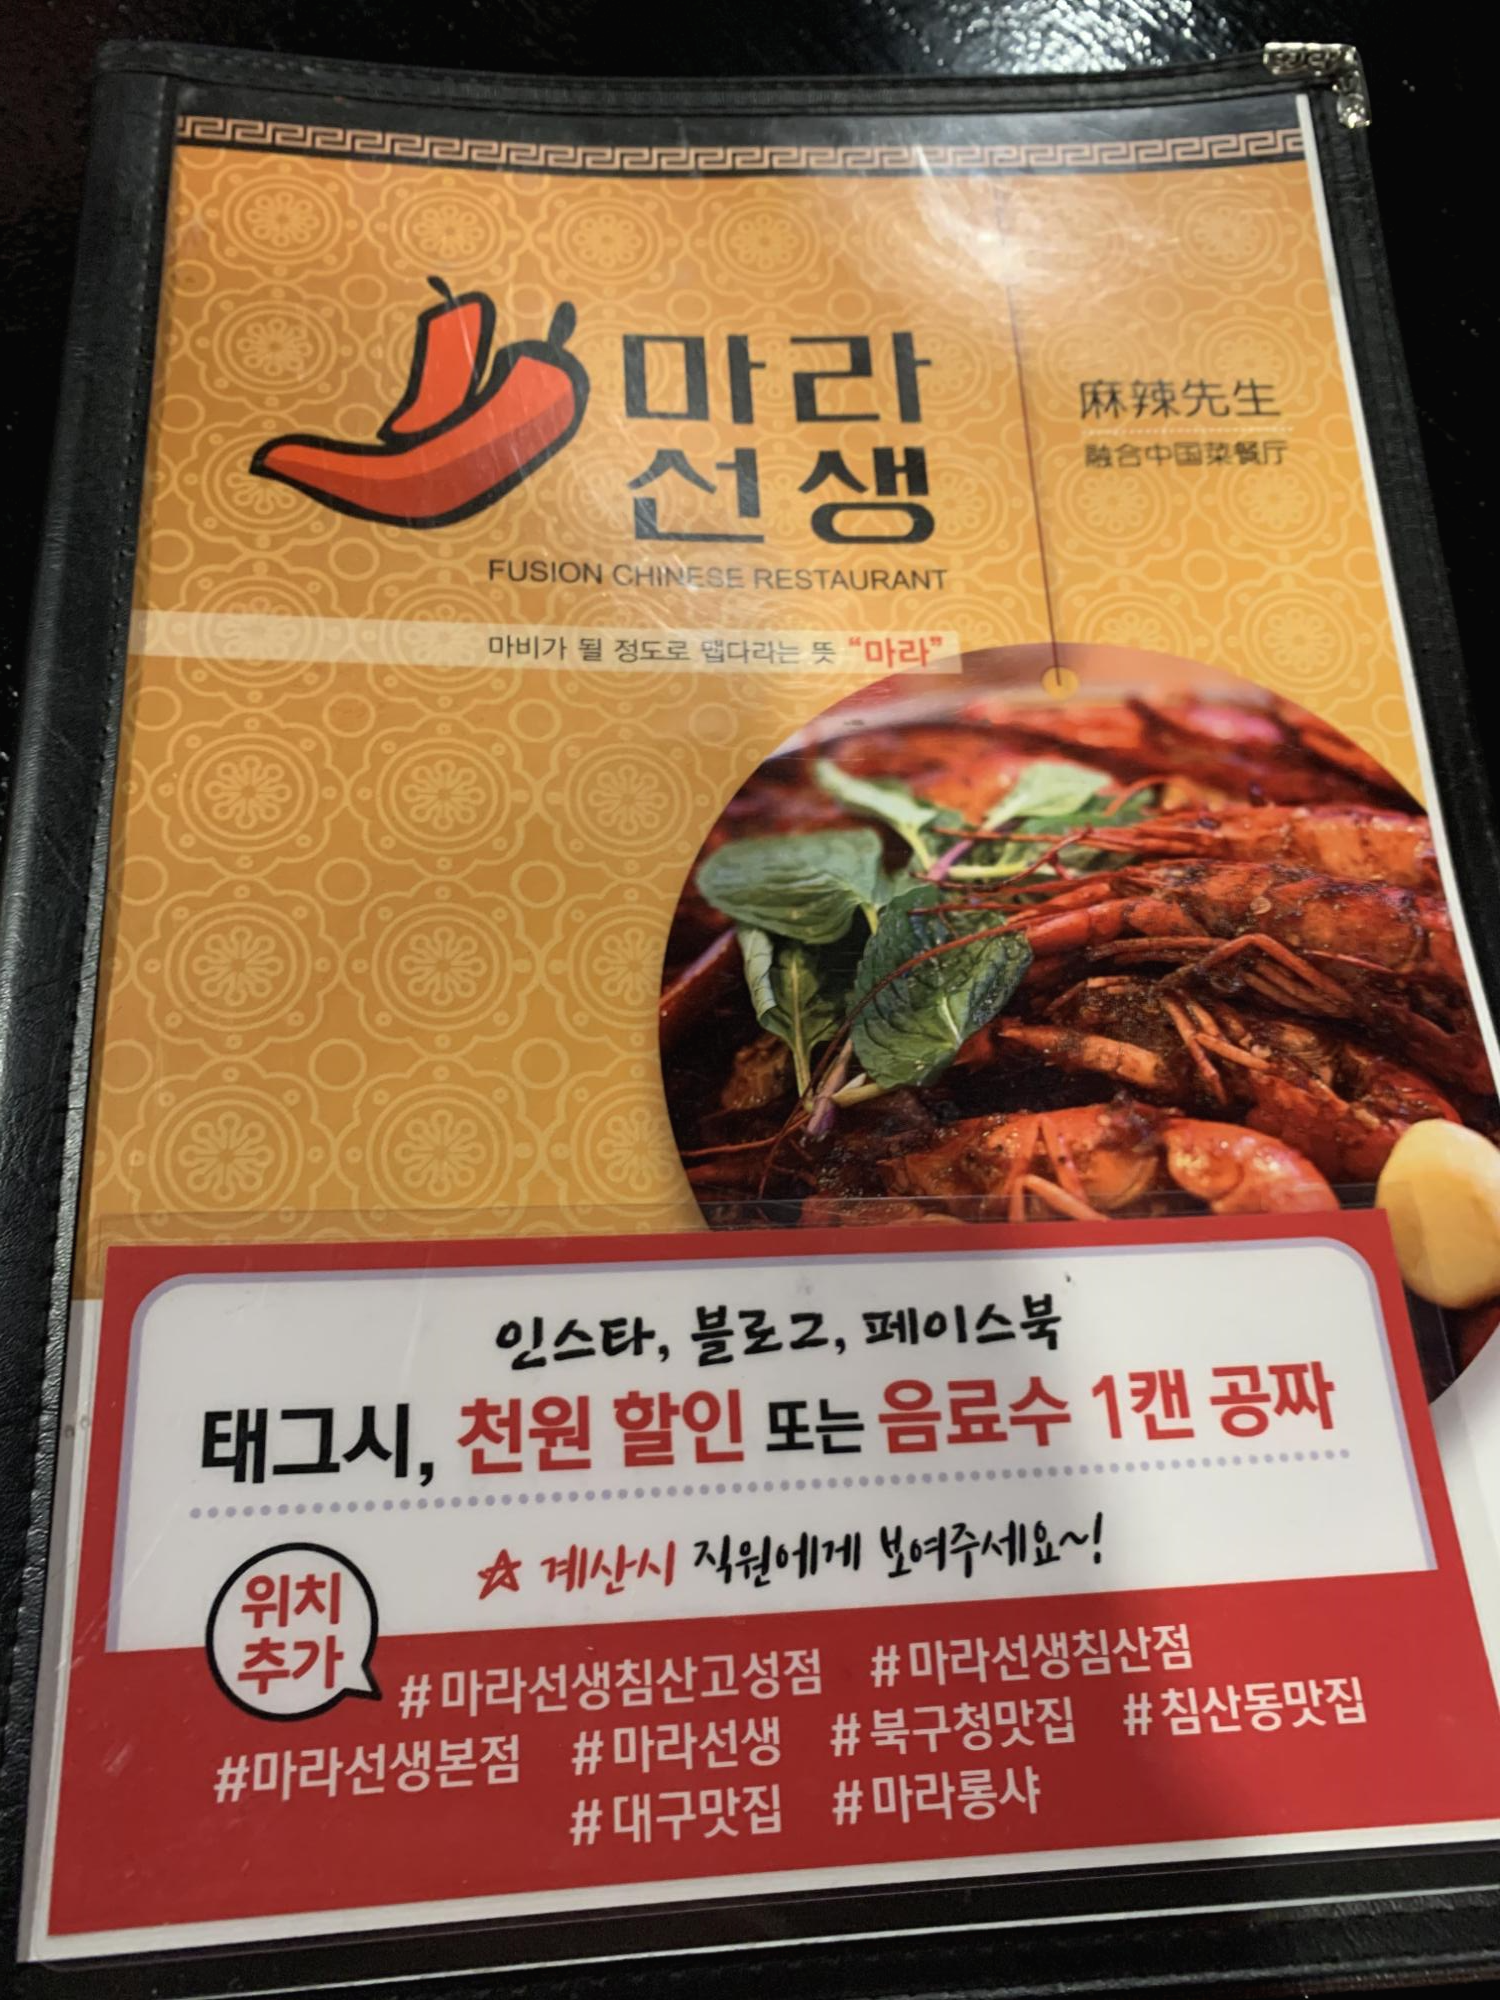 마라
선생
麻辣先生
融合中国菜餐厅
FUSION CHINESE RESTAURANT
마비가 될 정도로 맵다라는 뜻 “마라”
인스타, 블로그, 페이스북
태그시, 천원 할인 또는 음료수 1캔 공짜
☆ 계산시 직원에게 보여주세요~!
위치
추가
#마라선생침산고성점 #마라선생침산점
#마라선생본점 #마라선생 #북구청맛집 #침산동맛집
#대구맛집 #마라롱샤